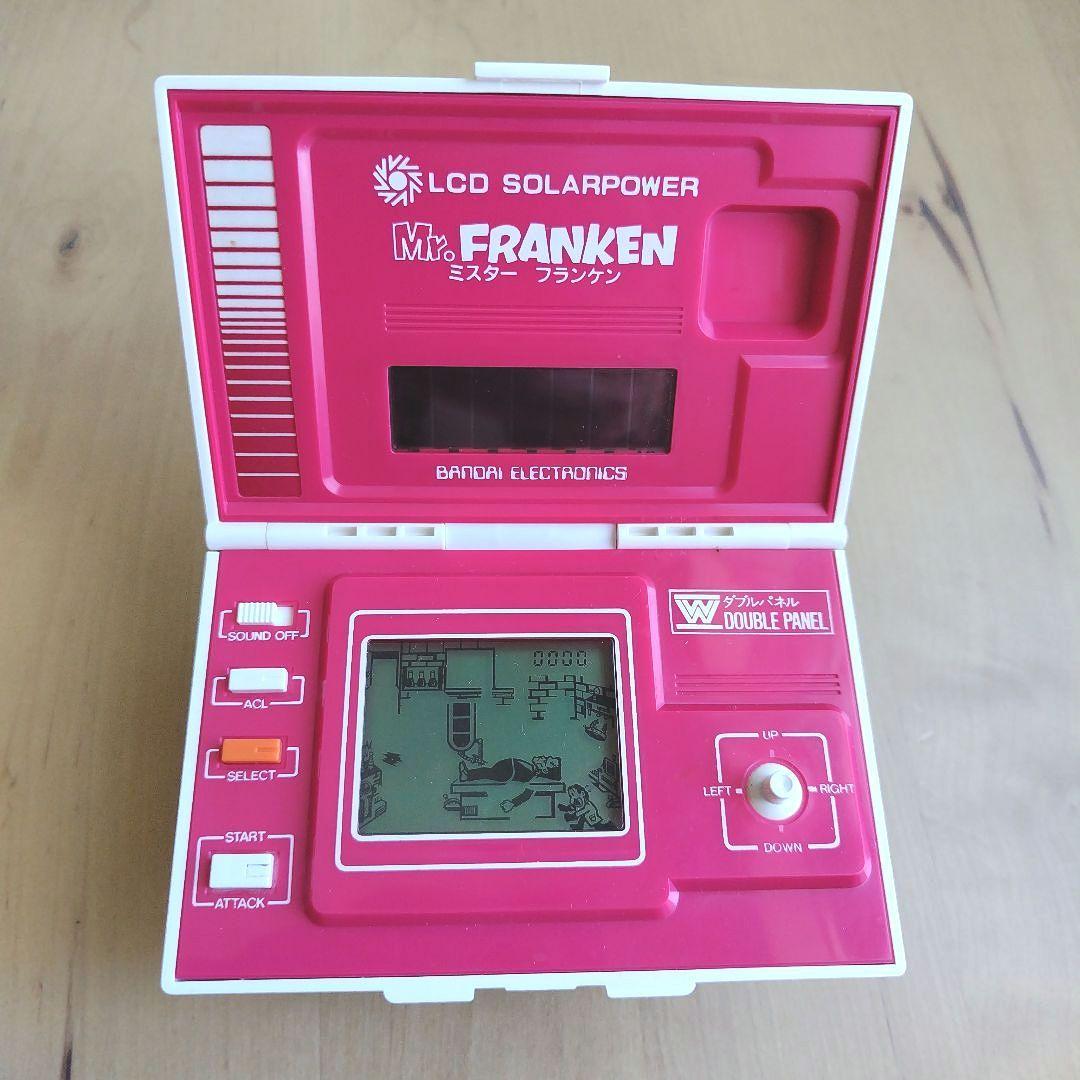 LCD SOLARPOWER
Mr. FRANKEN
ミスター フランケン
BANDAI ELECTRONICS
SOUND OFF
ACL
SELECT
START
ATTACK
0000
W ダブルパネル
DOUBLE PANEL
UP
LEFT RIGHT
DOWN